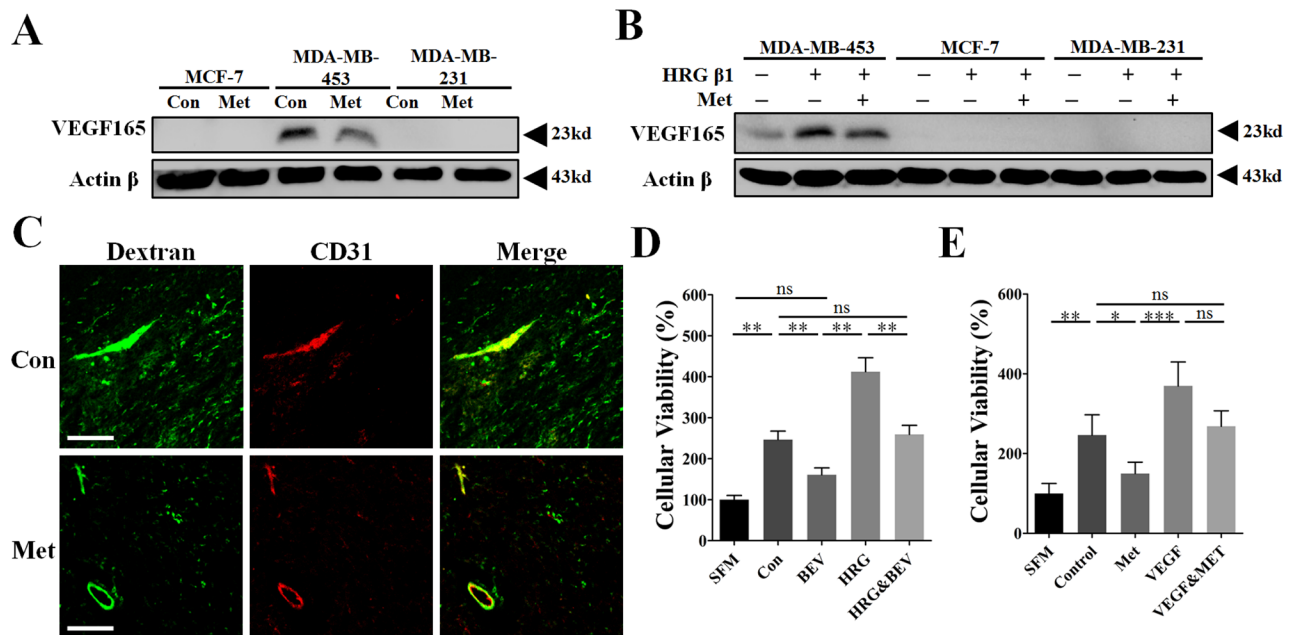 A
MCF-7
MDA-MB-
453
MDA-MB-
231
Con Met Con Met Con Met
VEGF165
23kd
Actin β
43kd
B
MDA-MB-453 MCF-7 MDA-MB-231
HRG β1 − + + − + + − + +
Met − − + − − + − − +
VEGF165
23kd
Actin β
43kd
C
Dextran CD31 Merge
Con
Met
D
Cellular Viability (%)
600
500
400
300
200
100
0
ns
ns
** ** ** **
SFM Con BEV HRG HRG&BEV
E
Cellular Viability (%)
600
400
200
0
ns
** * *** ns
SFM Control Met VEGF VEGF&MET